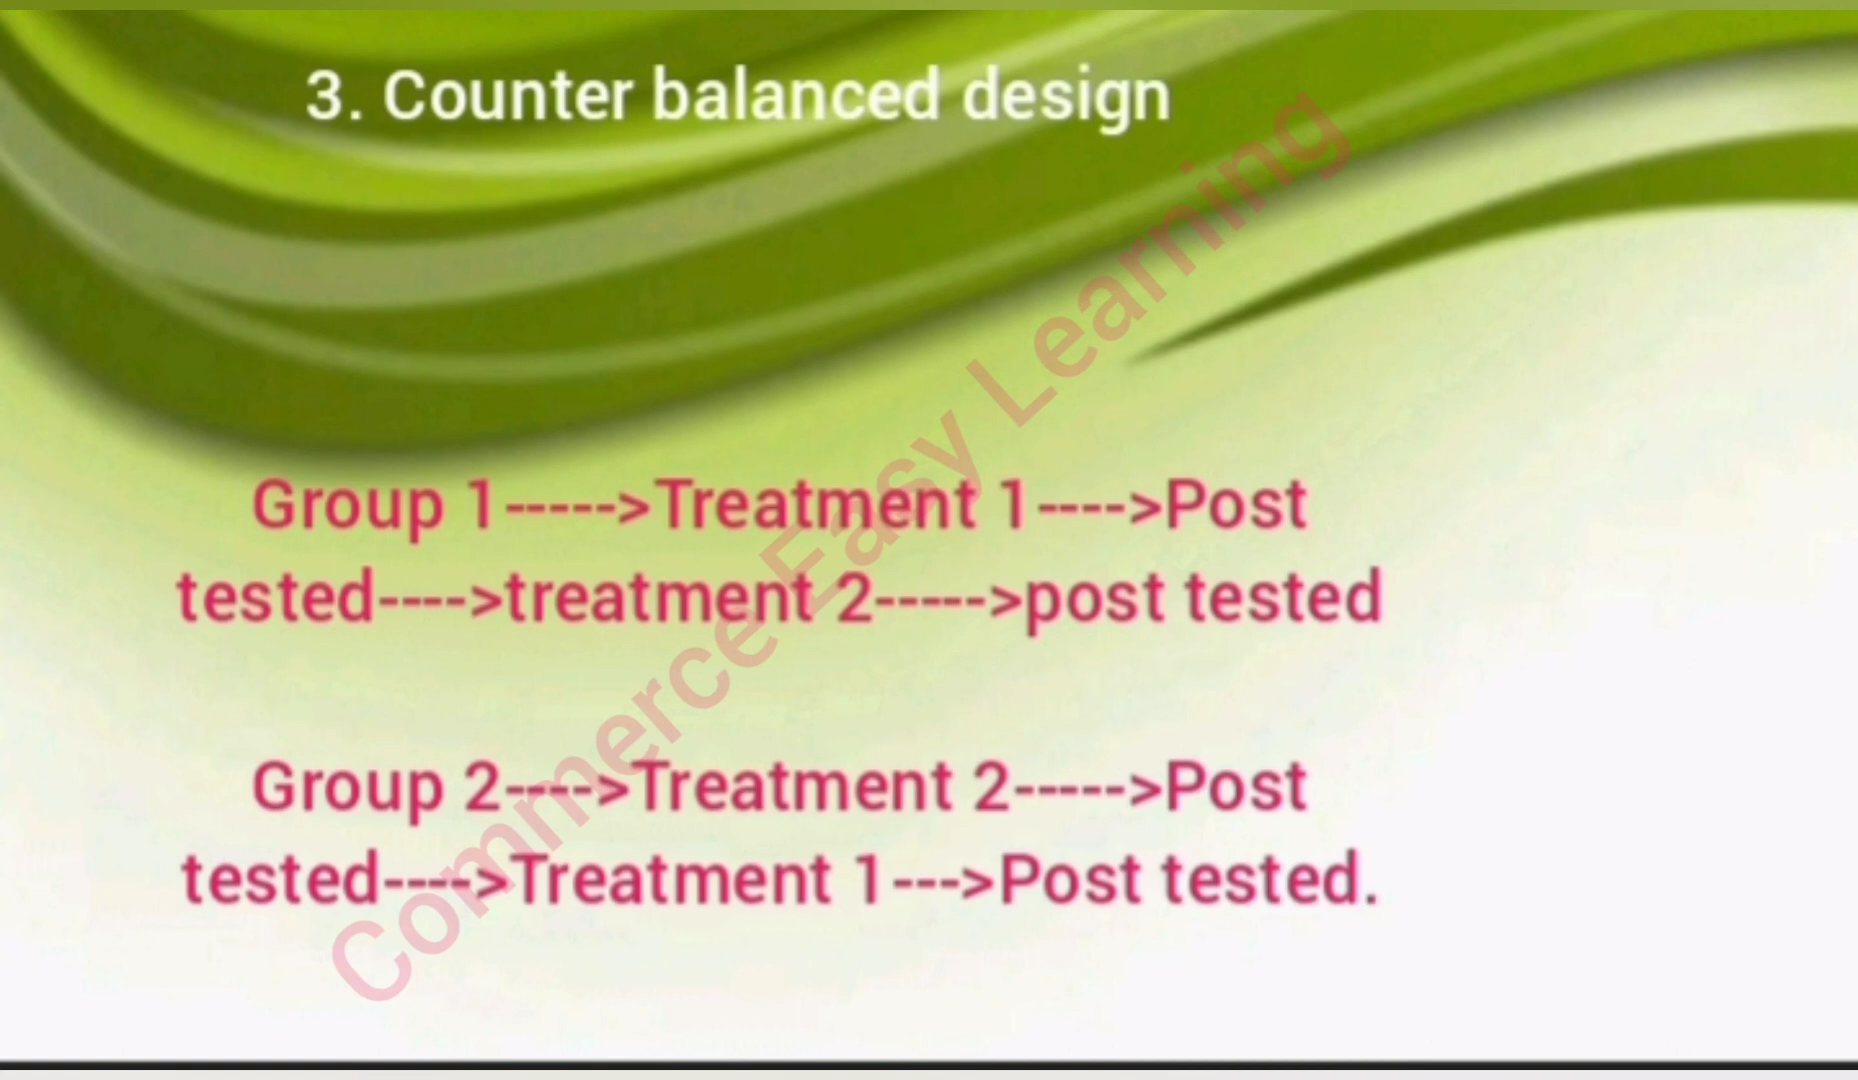 3. Counter balanced design
Group 1----->Treatment 1---->Post
tested---->treatment 2----->post tested
Group 2---->Treatment 2----->Post
tested---->Treatment 1--->Post tested.
Commerce Easy Learning